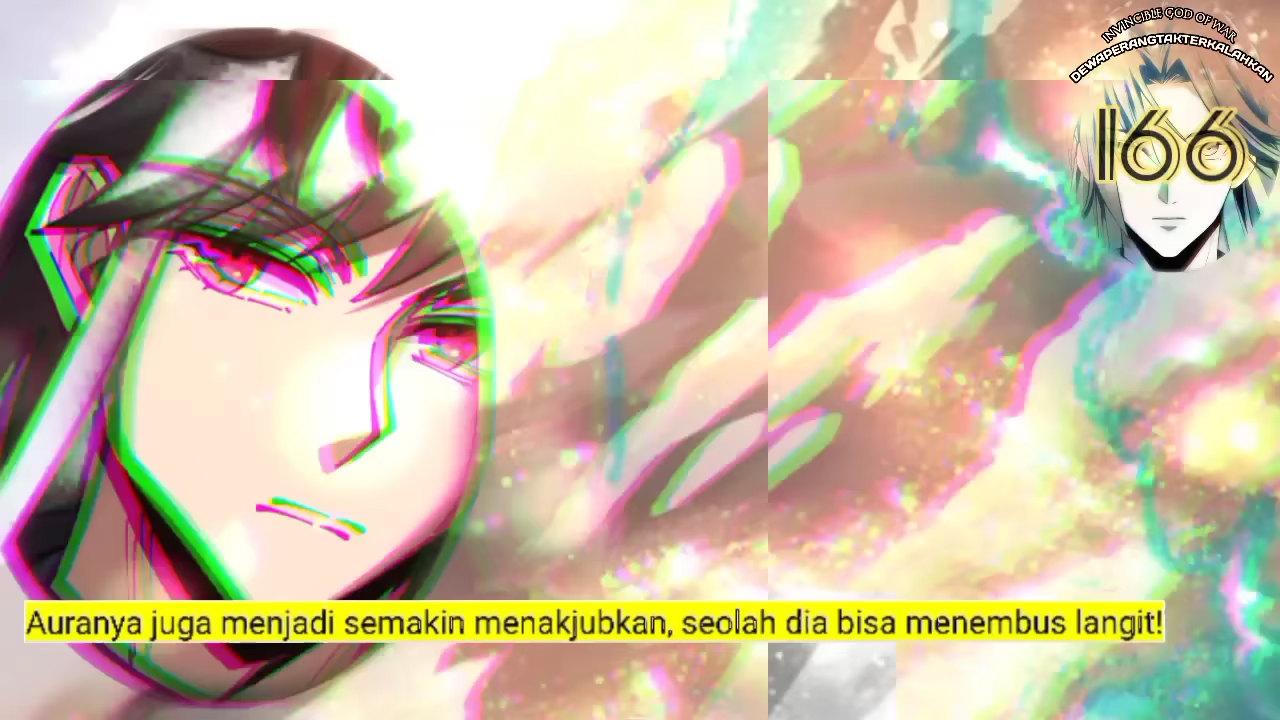 INVINCIBLE GOD OF WAR
DEWAPERANGTAKTERKALAHKAN
166
Auranya juga menjadi semakin menakjubkan, seolah dia bisa menembus langit!